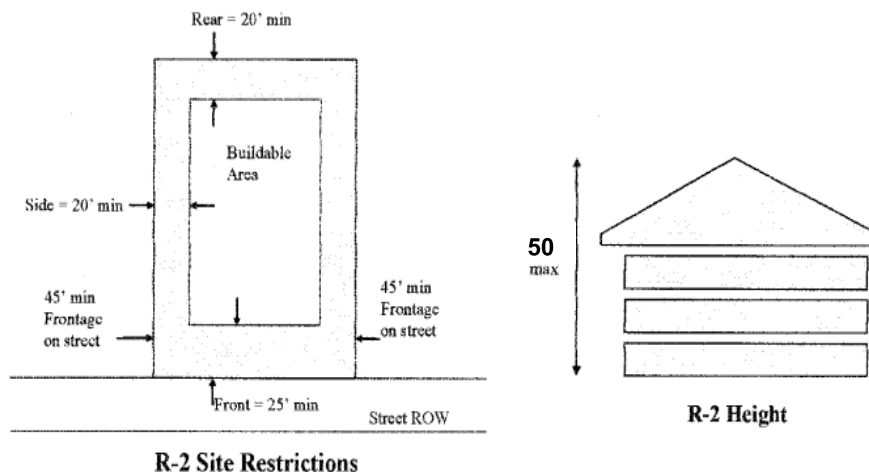 Rear = 20' min
Buildable
Area
Side = 20' min
45' min
Frontage
on street
45' min
Frontage
on street
Front = 25' min
Street ROW
R-2 Site Restrictions
50
max
R-2 Height